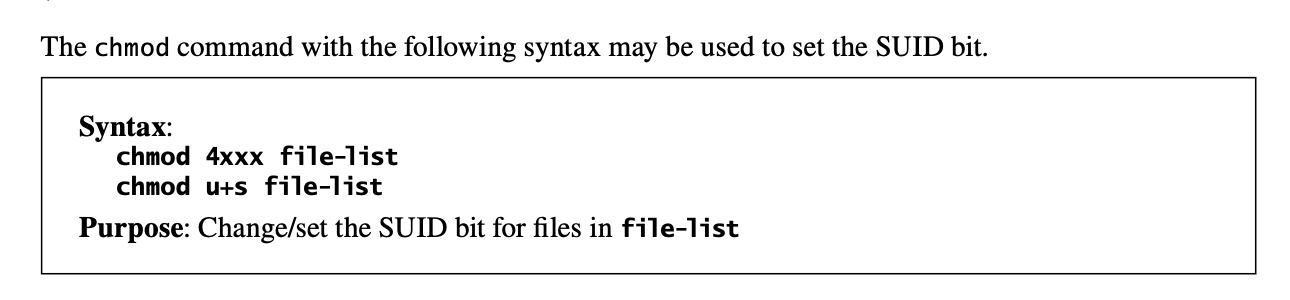 The chmod command with the following syntax may be used to set the SUID bit.
Syntax:
chmod 4xxx file-list
chmod u+s file-list
Purpose: Change/set the SUID bit for files in file-list